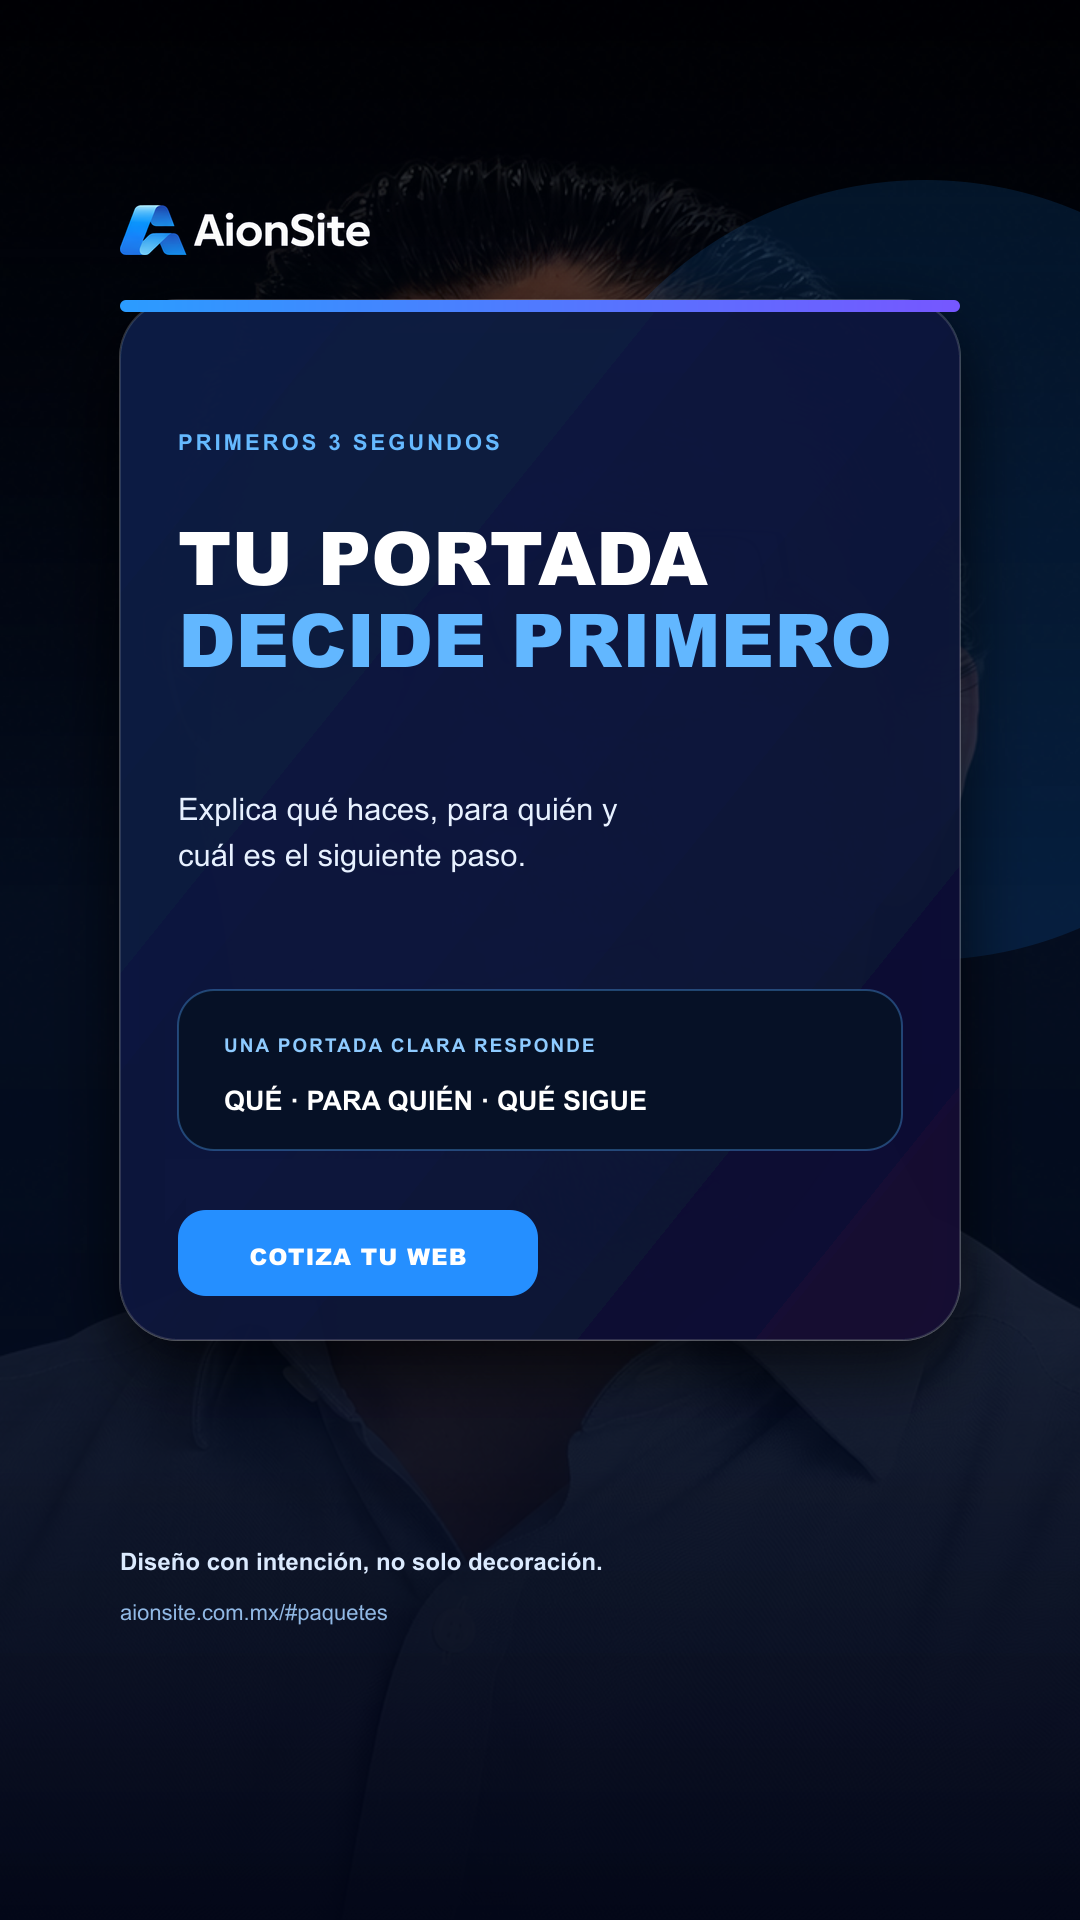 AionSite
PRIMEROS 3 SEGUNDOS
TU PORTADA
DECIDE PRIMERO
Explica qué haces, para quién y
cuál es el siguiente paso.
UNA PORTADA CLARA RESPONDE
QUÉ · PARA QUIÉN · QUÉ SIGUE
COTIZA TU WEB
Diseño con intención, no solo decoración.
aionsite.com.mx/#paquetes